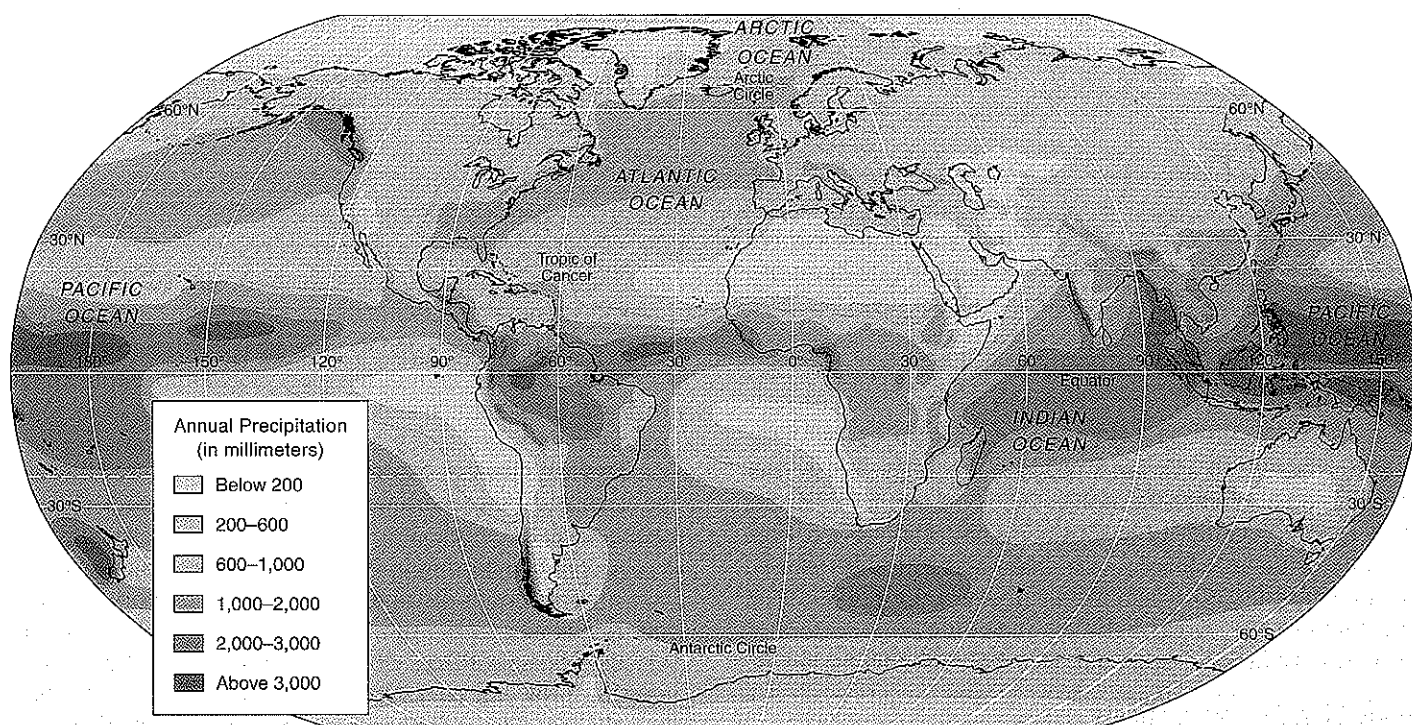 ARCTIC
OCEAN
Arctic
Circle
60°N
60°N
ATLANTIC
OCEAN
30°N
30°N
Tropic of
Cancer
PACIFIC
OCEAN
PACIFIC
OCEAN
180°
150°
120°
90°
60°
30°
0°
30°
60°
90°
120°
150°
Equator
INDIAN
OCEAN
30°S
30°S
60°S
Antarctic Circle
Annual Precipitation
(in millimeters)
Below 200
200–600
600–1,000
1,000–2,000
2,000–3,000
Above 3,000